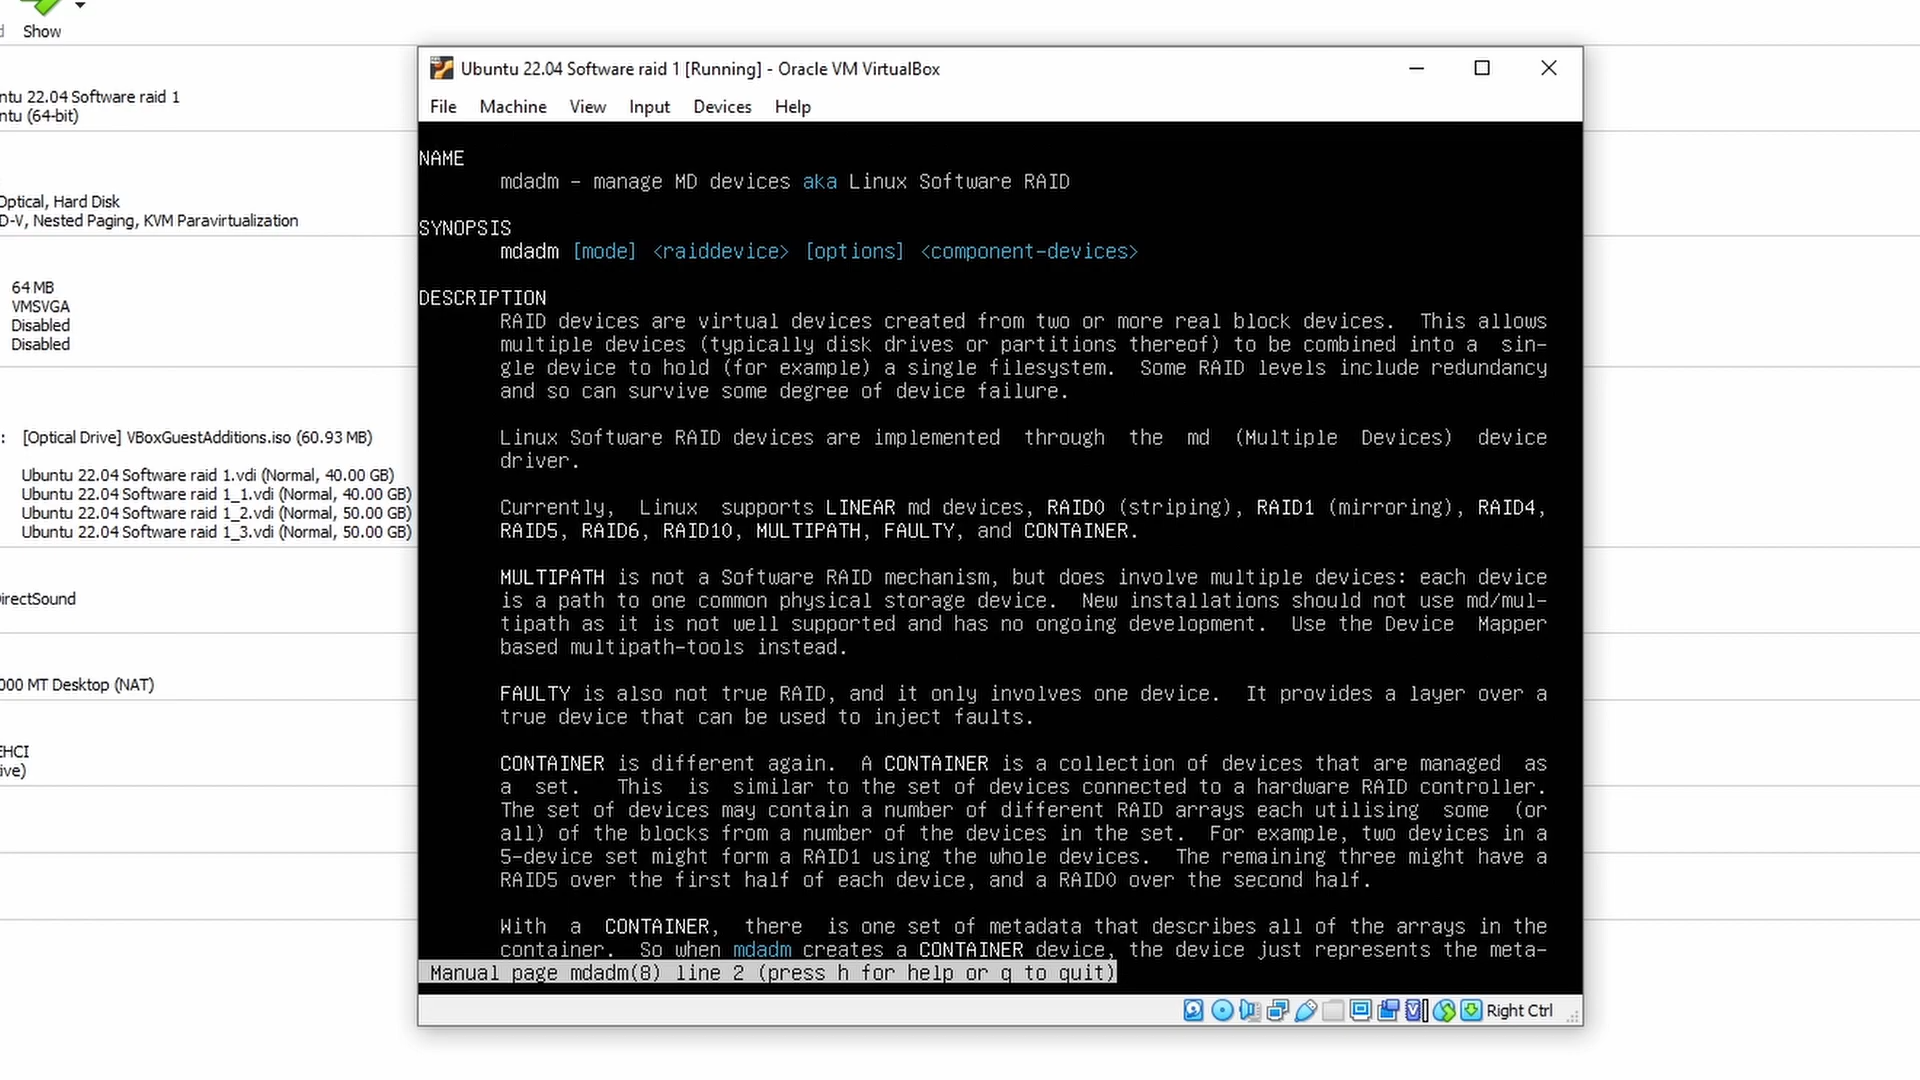 Show
ntu 22.04 Software raid 1
ntu (64-bit)
Optical, Hard Disk
D-V, Nested Paging, KVM Paravirtualization
64 MB
VMSVGA
Disabled
Disabled
: [Optical Drive] VBoxGuestAdditions.iso (60.93 MB)
Ubuntu 22.04 Software raid 1.vdi (Normal, 40.00 GB)
Ubuntu 22.04 Software raid 1_1.vdi (Normal, 40.00 GB)
Ubuntu 22.04 Software raid 1_2.vdi (Normal, 50.00 GB)
Ubuntu 22.04 Software raid 1_3.vdi (Normal, 50.00 GB)
DirectSound
000 MT Desktop (NAT)
EHCI
ive)
Ubuntu 22.04 Software raid 1 [Running] - Oracle VM VirtualBox
File Machine View Input Devices Help
NAME
mdadm - manage MD devices aka Linux Software RAID
SYNOPSIS
mdadm [mode] <raiddevice> [options] <component-devices>
DESCRIPTION
RAID devices are virtual devices created from two or more real block devices. This allows
multiple devices (typically disk drives or partitions thereof) to be combined into a sin-
gle device to hold (for example) a single filesystem. Some RAID levels include redundancy
and so can survive some degree of device failure.
Linux Software RAID devices are implemented through the md (Multiple Devices) device
driver.
Currently, Linux supports LINEAR md devices, RAID0 (striping), RAID1 (mirroring), RAID4,
RAID5, RAID6, RAID10, MULTIPATH, FAULTY, and CONTAINER.
MULTIPATH is not a Software RAID mechanism, but does involve multiple devices: each device
is a path to one common physical storage device. New installations should not use md/mul-
tipath as it is not well supported and has no ongoing development. Use the Device Mapper
based multipath-tools instead.
FAULTY is also not true RAID, and it only involves one device. It provides a layer over a
true device that can be used to inject faults.
CONTAINER is different again. A CONTAINER is a collection of devices that are managed as
a set. This is similar to the set of devices connected to a hardware RAID controller.
The set of devices may contain a number of different RAID arrays each utilising some (or
all) of the blocks from a number of the devices in the set. For example, two devices in a
5-device set might form a RAID1 using the whole devices. The remaining three might have a
RAID5 over the first half of each device, and a RAID0 over the second half.
With a CONTAINER, there is one set of metadata that describes all of the arrays in the
container. So when mdadm creates a CONTAINER device, the device just represents the meta-
Manual page mdadm(8) line 2 (press h for help or q to quit)
Right Ctrl